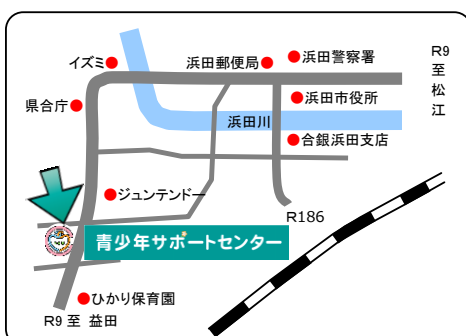 イズミ
浜田郵便局
浜田警察署
R9
至
松
江
県合庁
浜田市役所
浜田川
合銀浜田支店
ジュンテンドー
R186
青少年サポートセンター
ひかり保育園
R9 至 益田